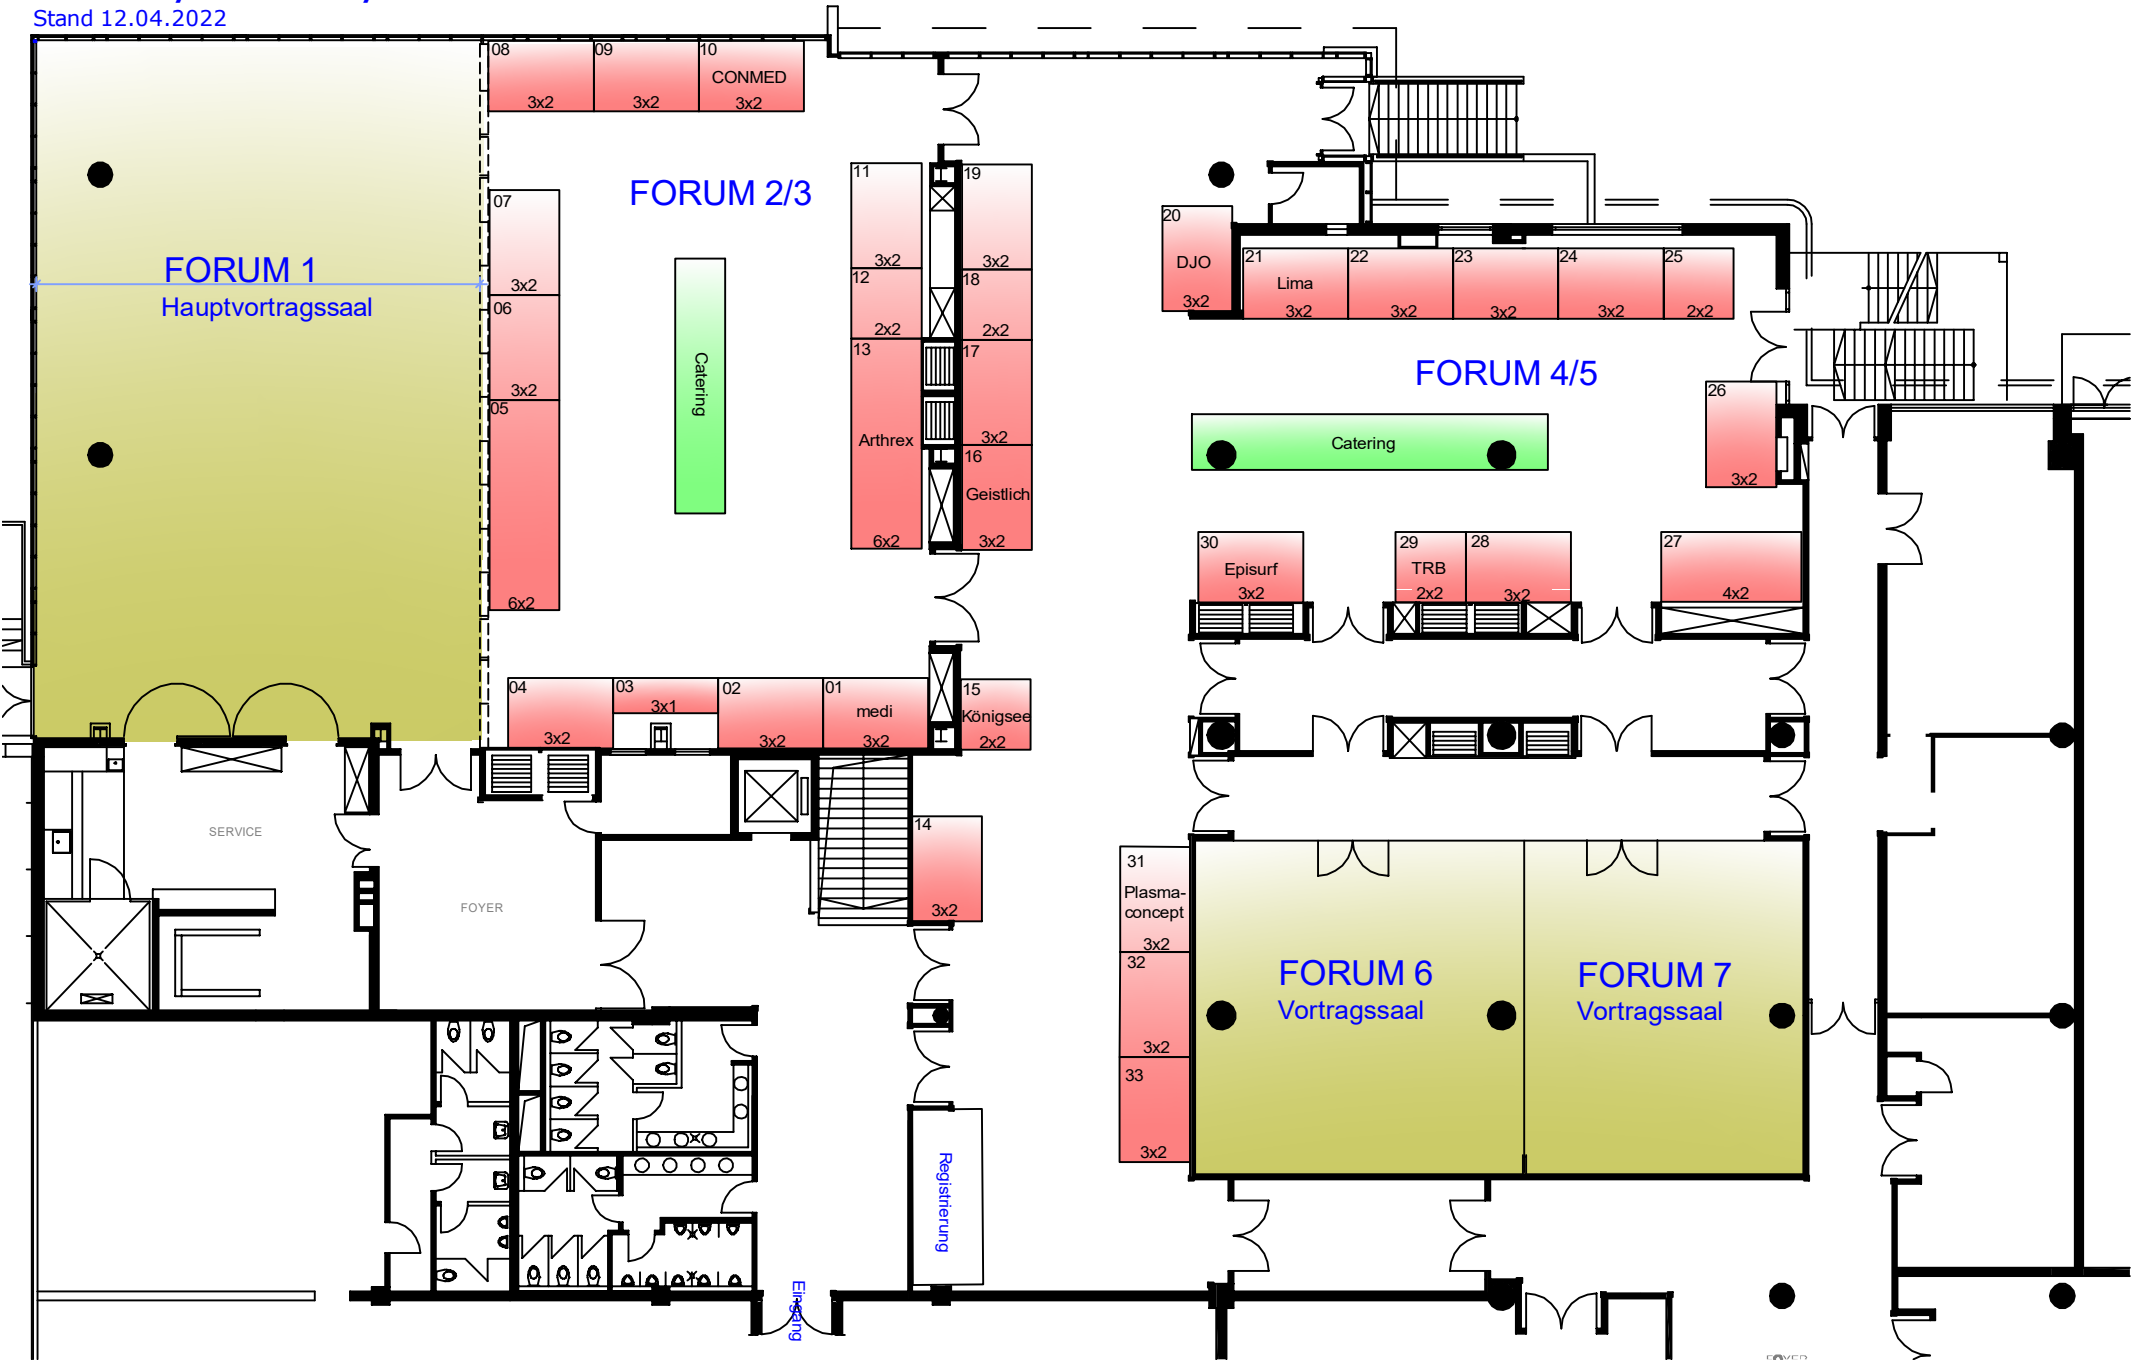 Stand 12.04.2022
08
3x2
09
3x2
10
CONMED
3x2
FORUM 1
Hauptvortragssaal
FORUM 2/3
07
3x2
06
3x2
05
6x2
Catering
11
3x2
12
2x2
13
Arthrex
6x2
19
3x2
18
2x2
17
3x2
16
Geistlich
3x2
20
DJO
3x2
21
Lima
3x2
22
3x2
23
3x2
24
3x2
25
2x2
FORUM 4/5
Catering
26
3x2
30
Episurf
3x2
29
TRB
2x2
28
3x2
27
4x2
04
3x2
03
3x1
02
3x2
01
medi
3x2
15
Königsee
2x2
SERVICE
FOYER
14
3x2
31
Plasma-
concept
3x2
32
3x2
33
3x2
FORUM 6
Vortragssaal
FORUM 7
Vortragssaal
Registrierung
Eingang
FOYER